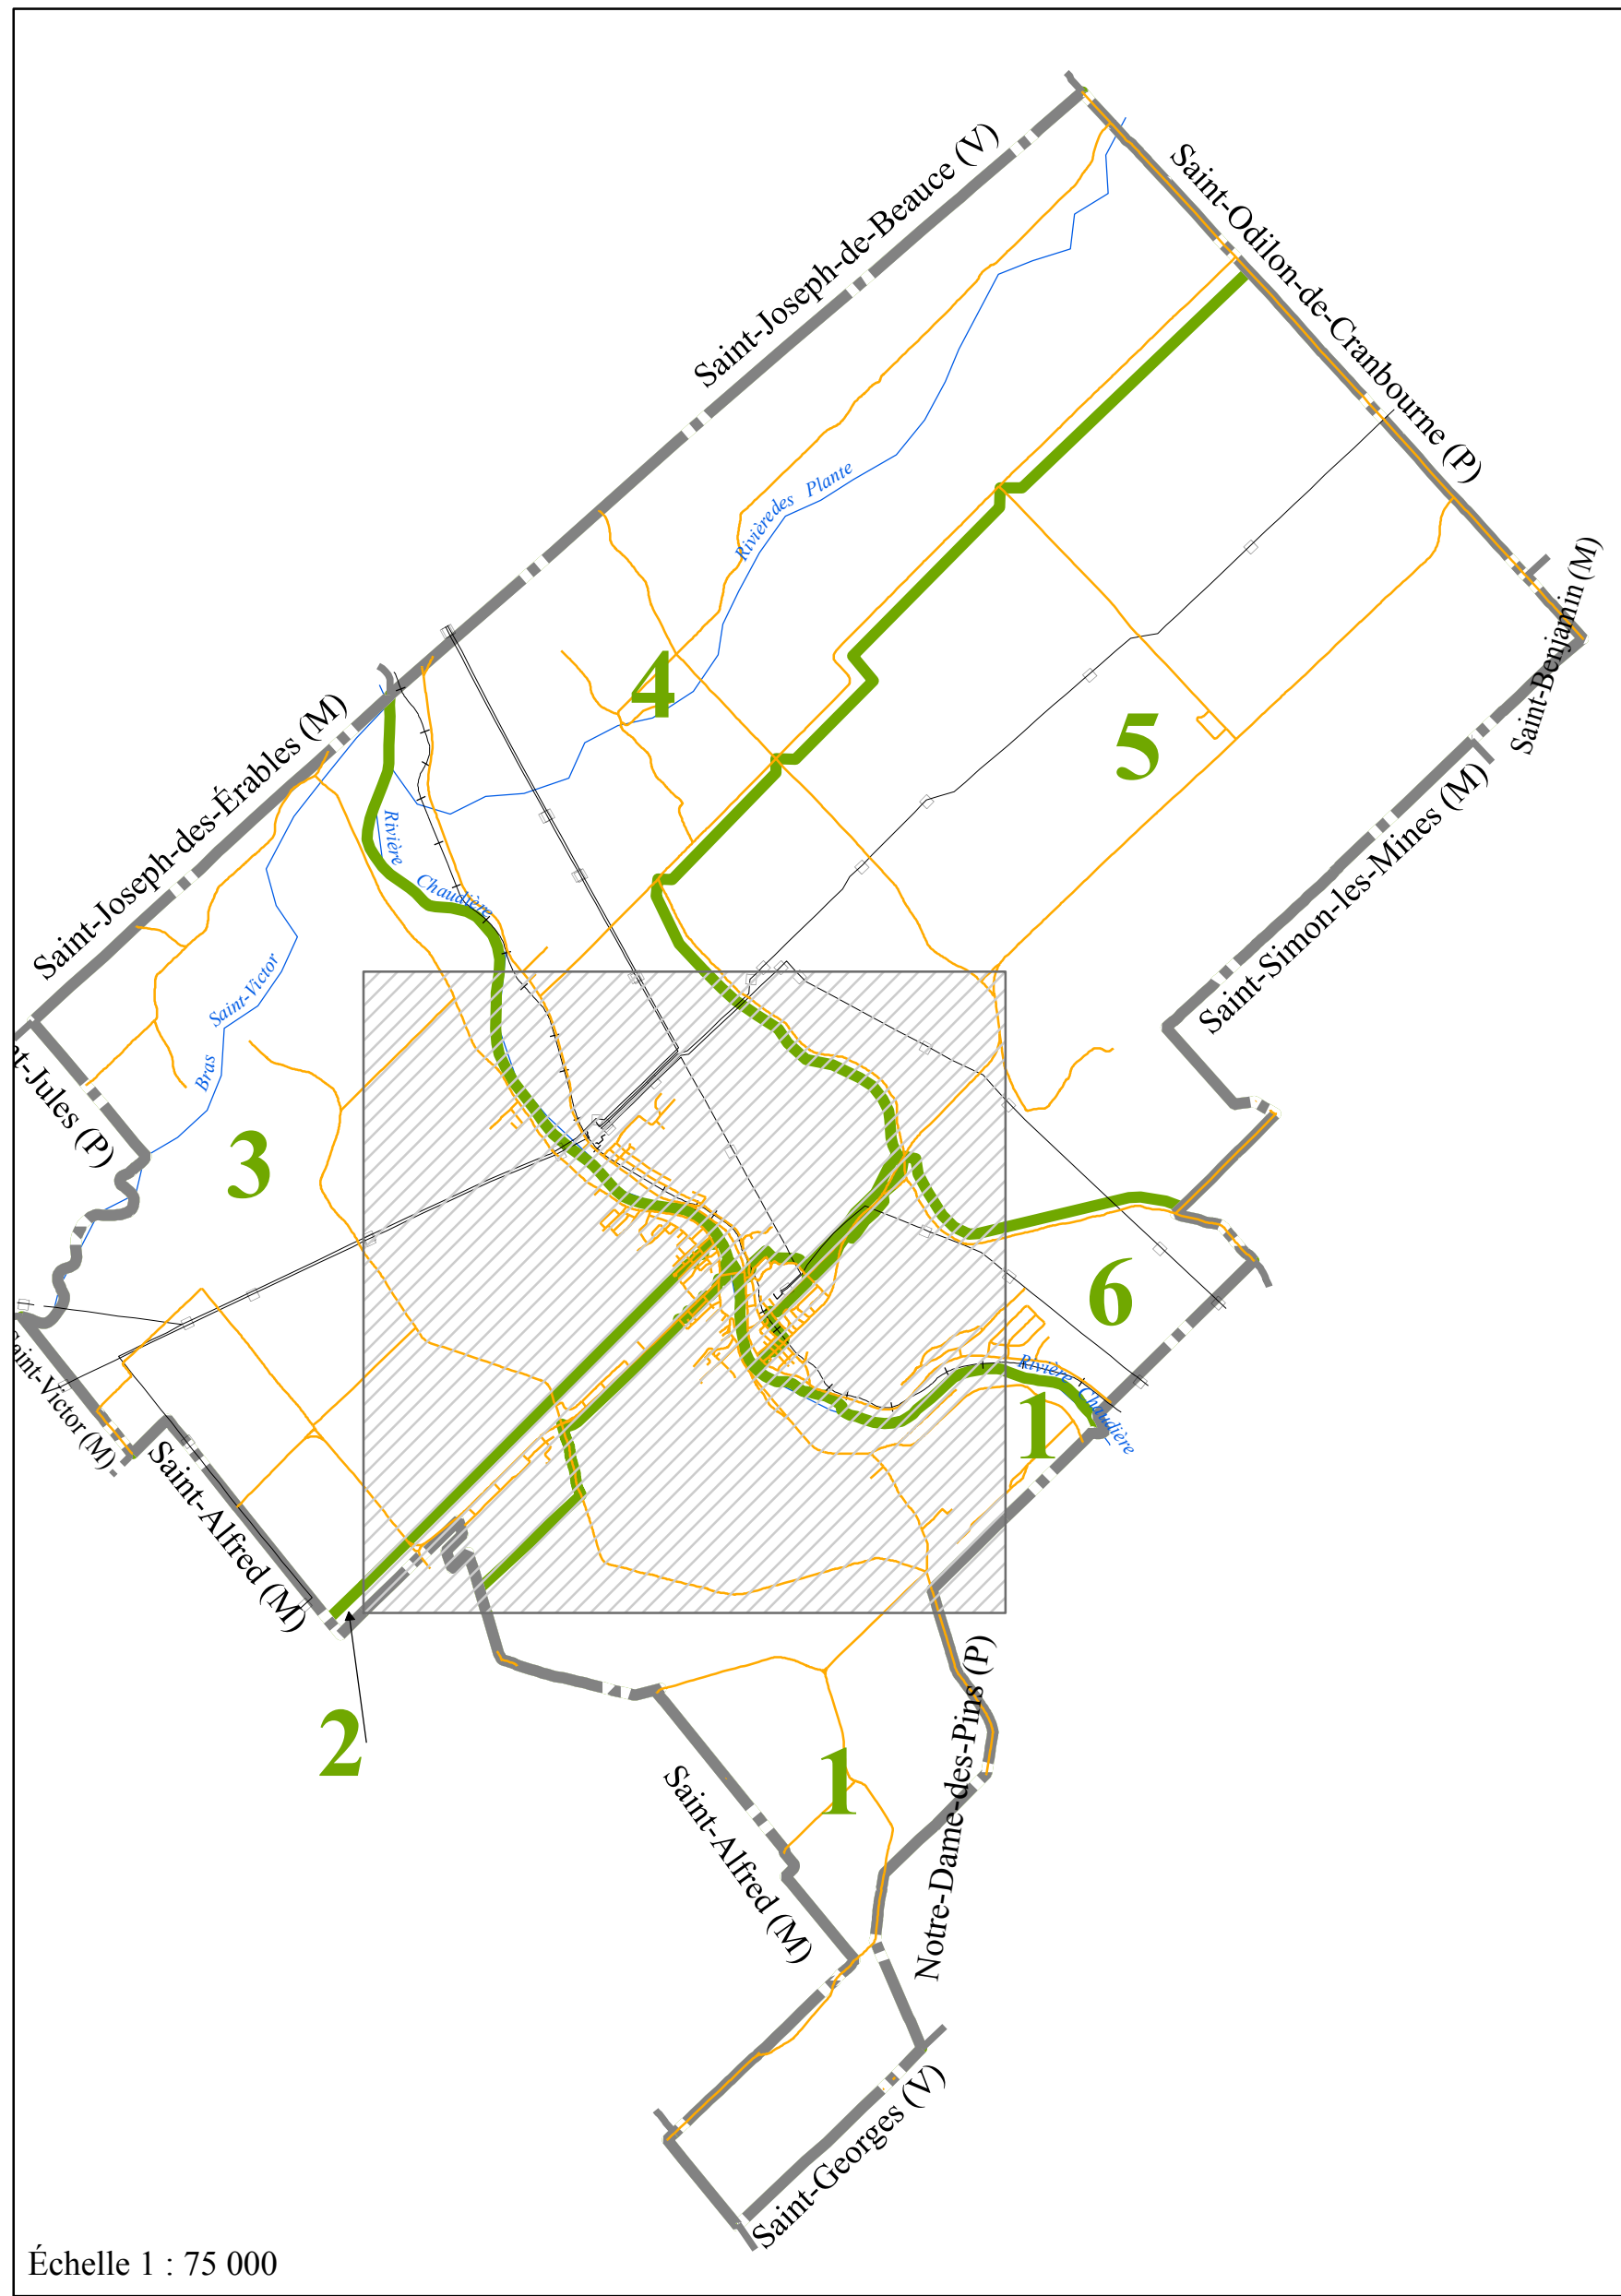 Saint-Joseph-de-Beauce (V)
Saint-Odilon-de-Cranbourne (P)
Rivière des Plante
Saint-Benjamin (M)
4
5
Saint-Joseph-des-Érables (M)
Saint-Simon-les-Mines (M)
Rivière
Chaudière
Bras
Saint-Victor
nt-Jules (P)
3
6
Saint-Victor (M)
Rivière Chaudière
1
Saint-Alfred (M)
2
1
Saint-Alfred (M)
Notre-Dame-des-Pins (P)
Saint-Georges (V)
Échelle 1 : 75 000